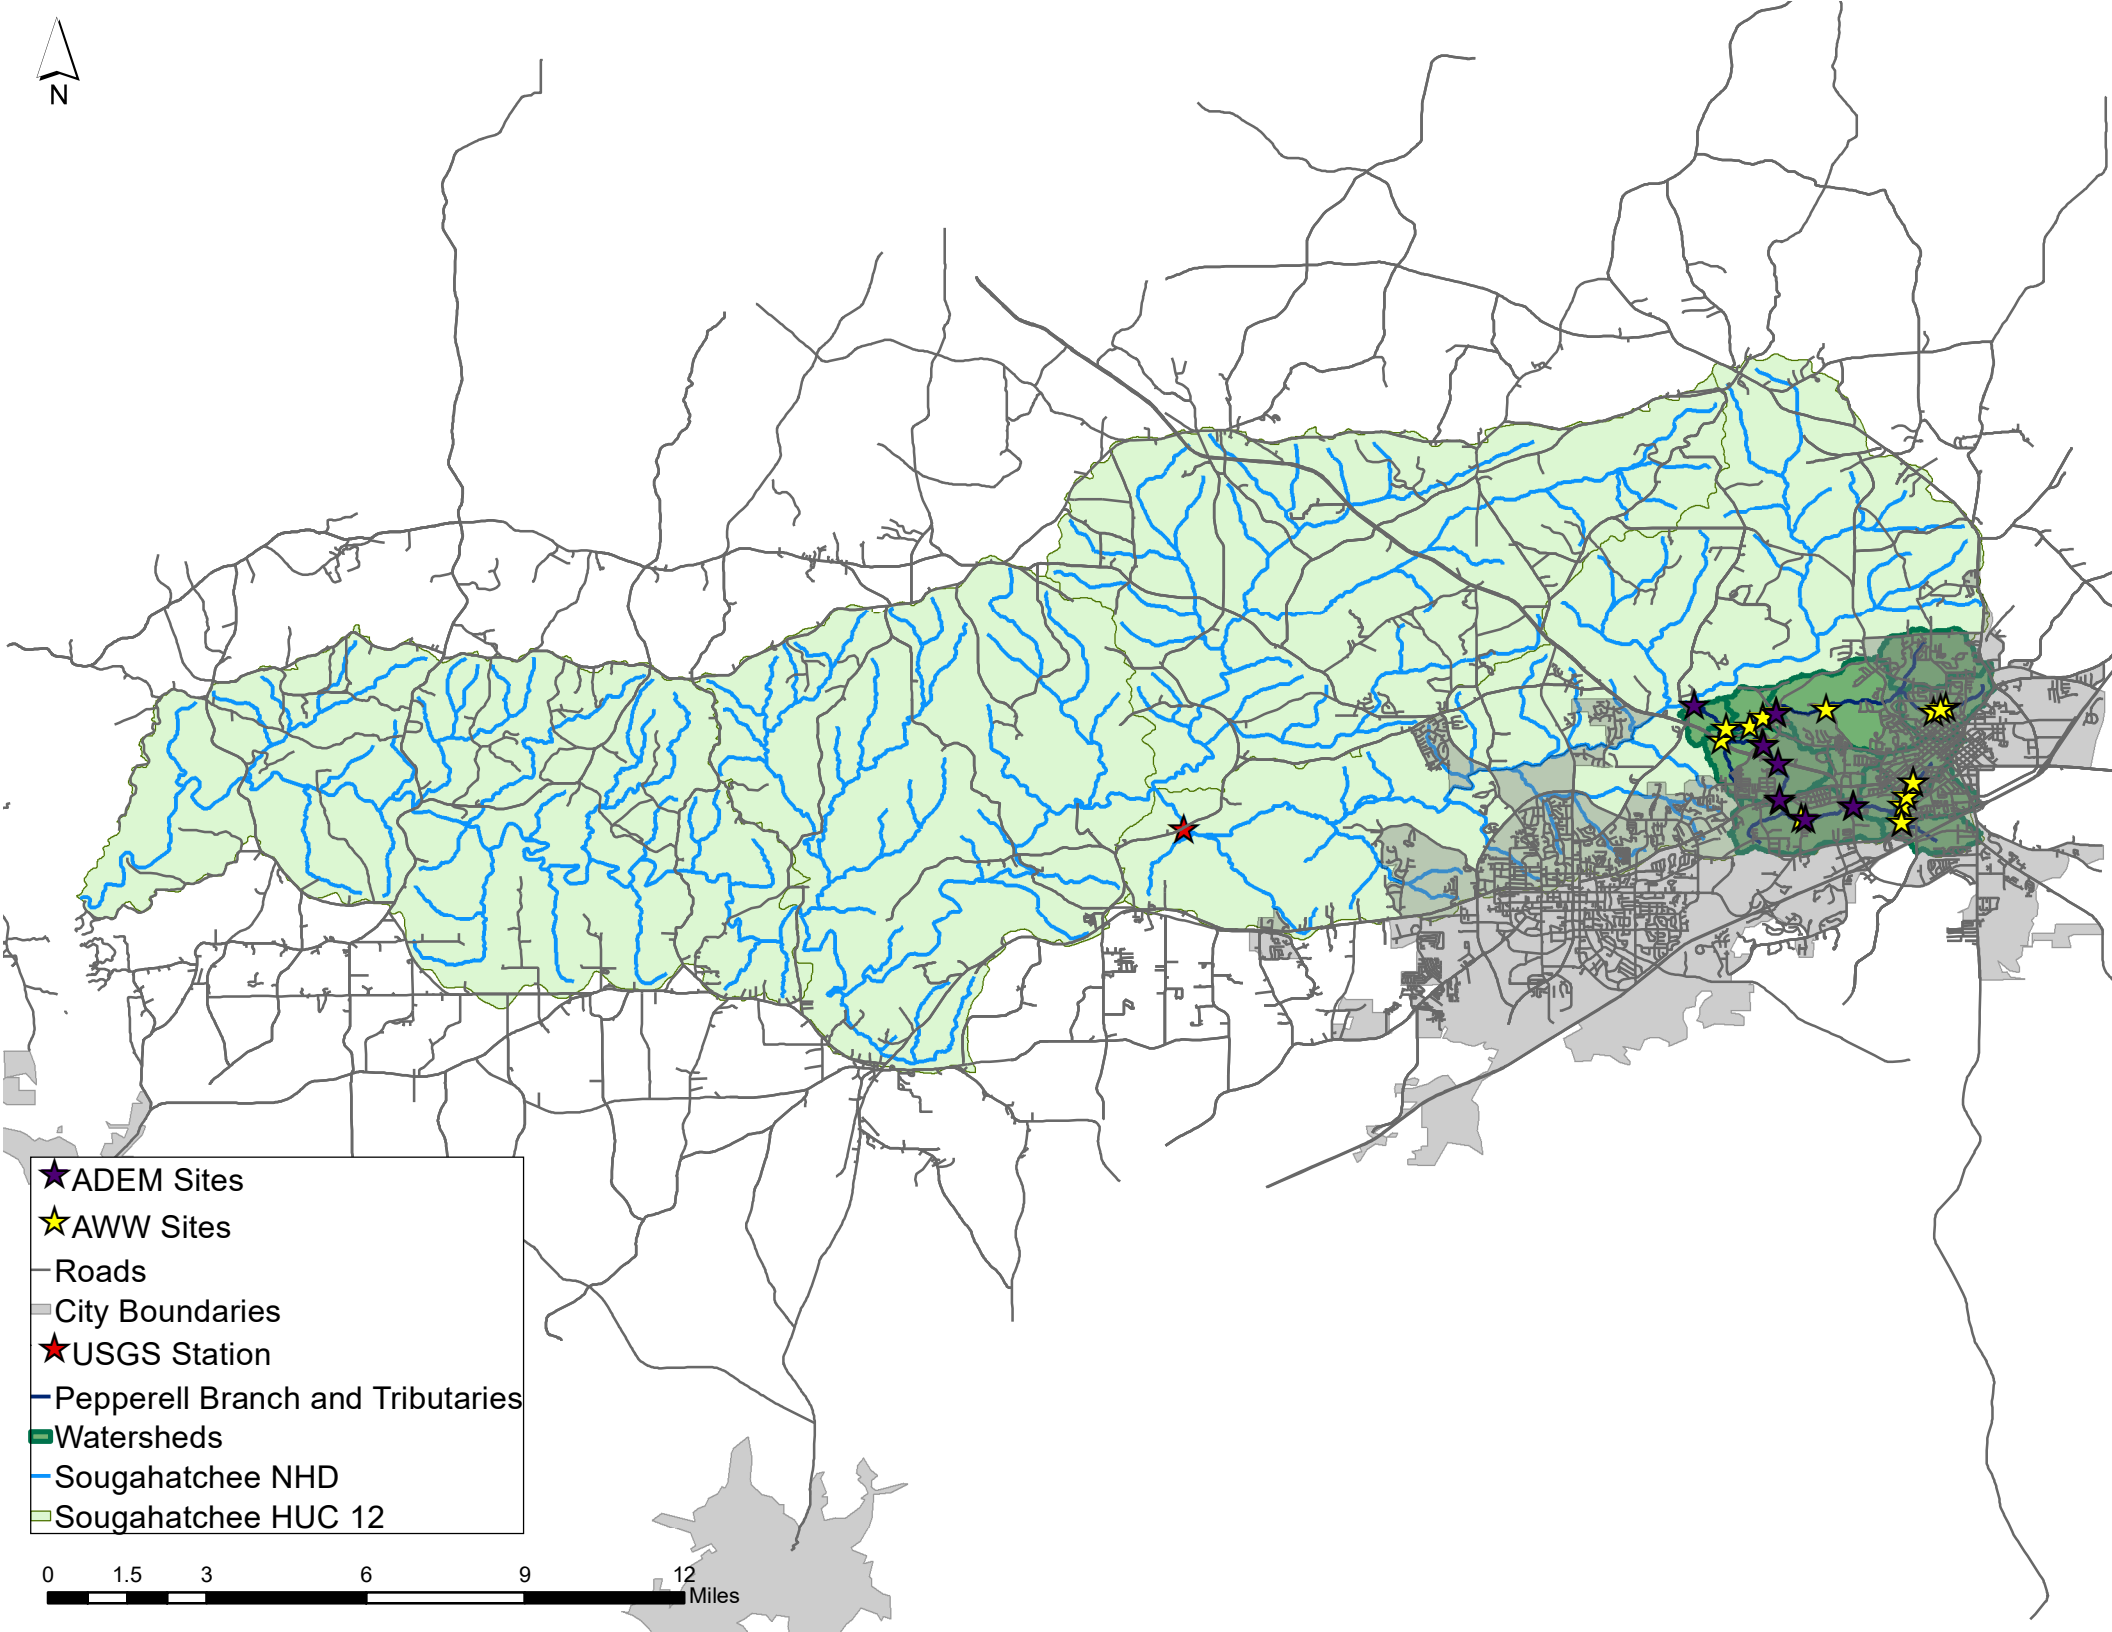 N
ADEM Sites
AWW Sites
Roads
City Boundaries
USGS Station
Pepperell Branch and Tributaries
Watersheds
Sougahatchee NHD
Sougahatchee HUC 12
0 1.5 3 6 9 12
Miles